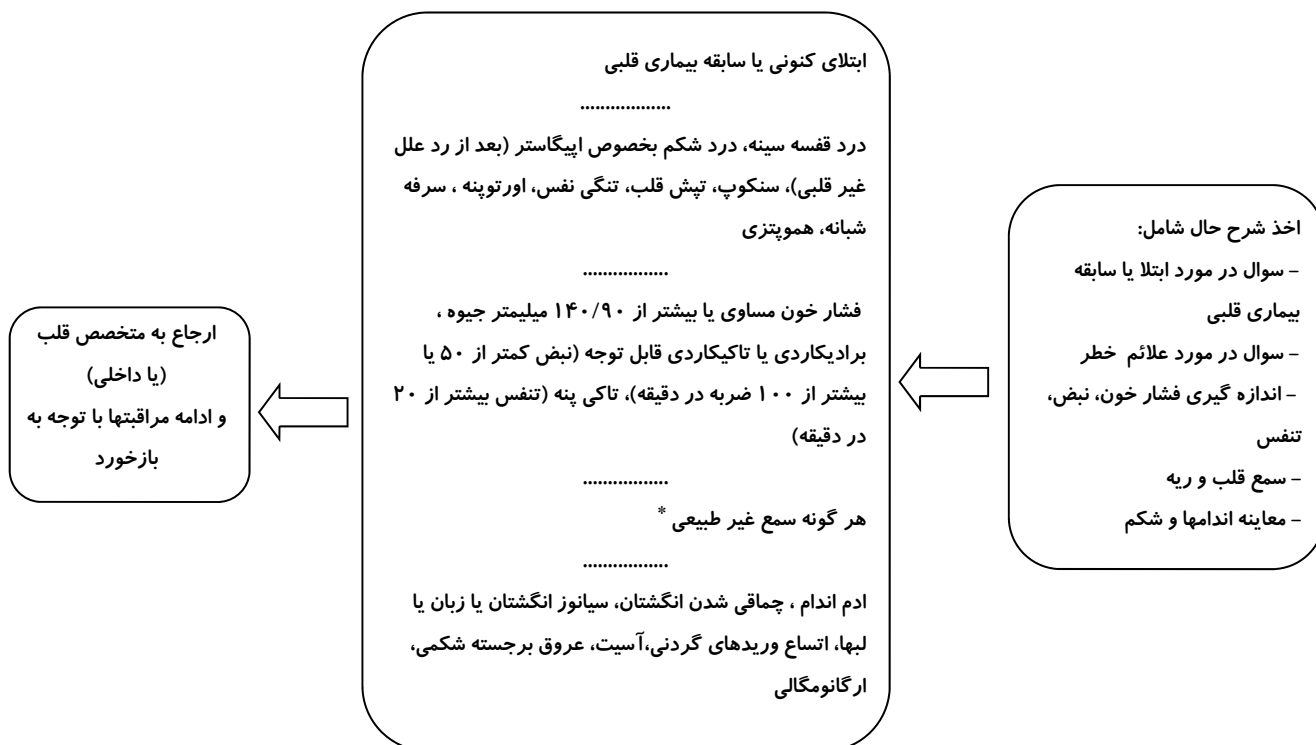 اخذ شرح حال شامل:
- سوال در مورد ابتلا یا سابقه
بیماری قلبی
- سوال در مورد علائم خطر
- اندازه گیری فشار خون، نبض،
تنفس
- سمع قلب و ریه
- معاینه اندامها و شکم
ابتلای کنونی یا سابقه بیماری قلبی
..................
درد قفسه سینه، درد شکم بخصوص اپیگاستر (بعد از رد علل
غیر قلبی)، سنکوپ، تپش قلب، تنگی نفس، اورتوپنه ، سرفه
شبانه، هموپتزی
.................
فشار خون مساوی یا بیشتر از ۱۴۰/۹۰ میلیمتر جیوه ،
برادیکاردی یا تاکیکاردی قابل توجه (نبض کمتر از ۵۰ یا
بیشتر از ۱۰۰ ضربه در دقیقه)، تاکی پنه (تنفس بیشتر از ۲۰
در دقیقه)
.................
هر گونه سمع غیر طبیعی *
.................
ادم اندام ، چماقی شدن انگشتان، سیانوز انگشتان یا زبان یا
لبها، اتساع وریدهای گردنی،آسیت، عروق برجسته شکمی،
ارگانومگالی
ارجاع به متخصص قلب
(یا داخلی)
و ادامه مراقبتها با توجه به
بازخورد